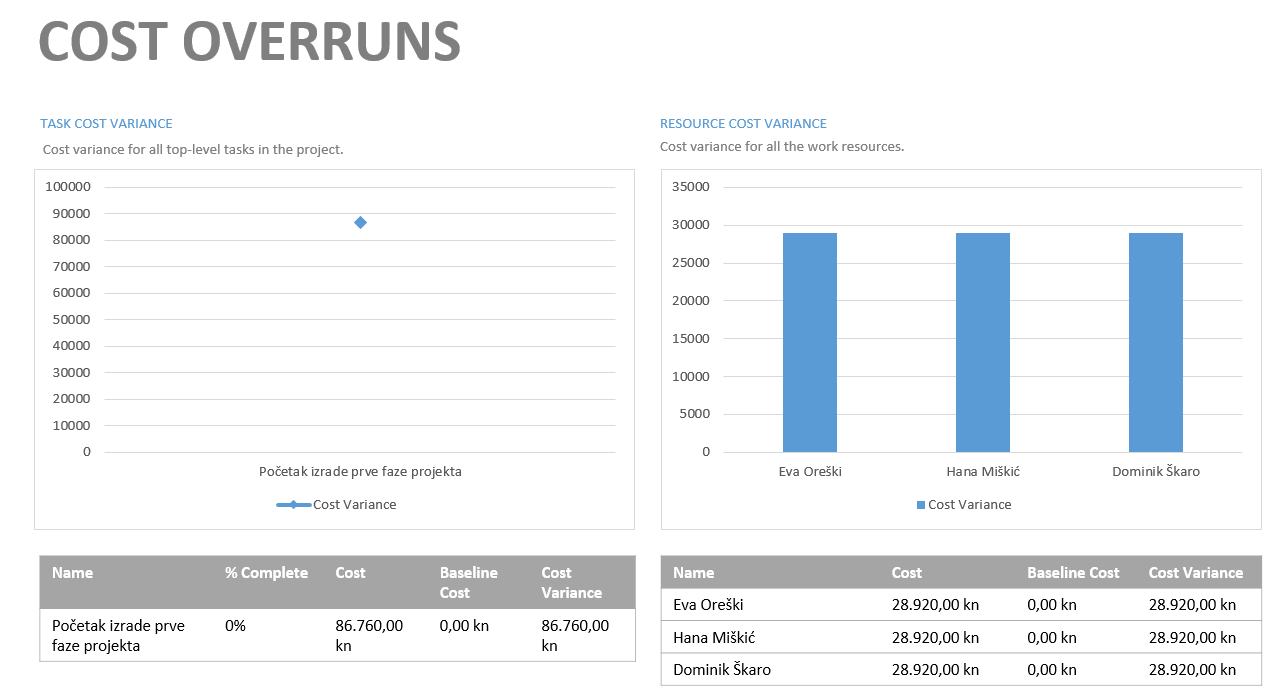 COST OVERRUNS
TASK COST VARIANCE
Cost variance for all top-level tasks in the project.
100000
90000
80000
70000
60000
50000
40000
30000
20000
10000
0
Početak izrade prve faze projekta
Cost Variance
Name % Complete Cost Baseline Cost Cost Variance
Početak izrade prve faze projekta 0% 86.760,00 kn 0,00 kn 86.760,00 kn
RESOURCE COST VARIANCE
Cost variance for all the work resources.
35000
30000
25000
20000
15000
10000
5000
0
Eva Oreški Hana Miškić Dominik Škaro
Cost Variance
Name Cost Baseline Cost Cost Variance
Eva Oreški 28.920,00 kn 0,00 kn 28.920,00 kn
Hana Miškić 28.920,00 kn 0,00 kn 28.920,00 kn
Dominik Škaro 28.920,00 kn 0,00 kn 28.920,00 kn